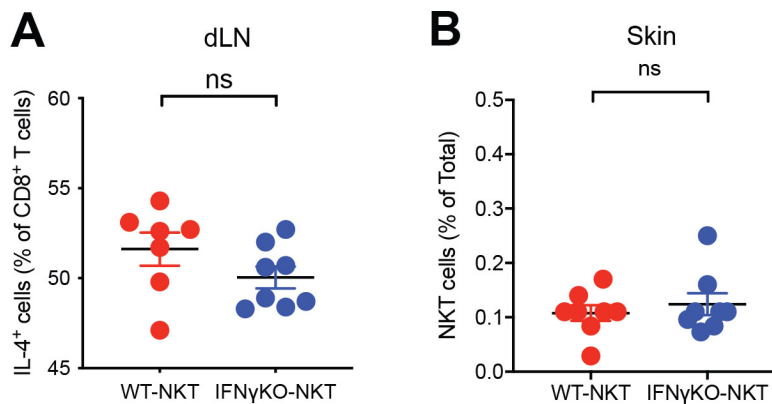 A
dLN
ns
IL-4⁺ cells (% of CD8⁺ T cells)
60
55
50
45
WT-NKT
IFNγKO-NKT
B
Skin
ns
NKT cells (% of Total)
0.5
0.4
0.3
0.2
0.1
0.0
WT-NKT
IFNγKO-NKT